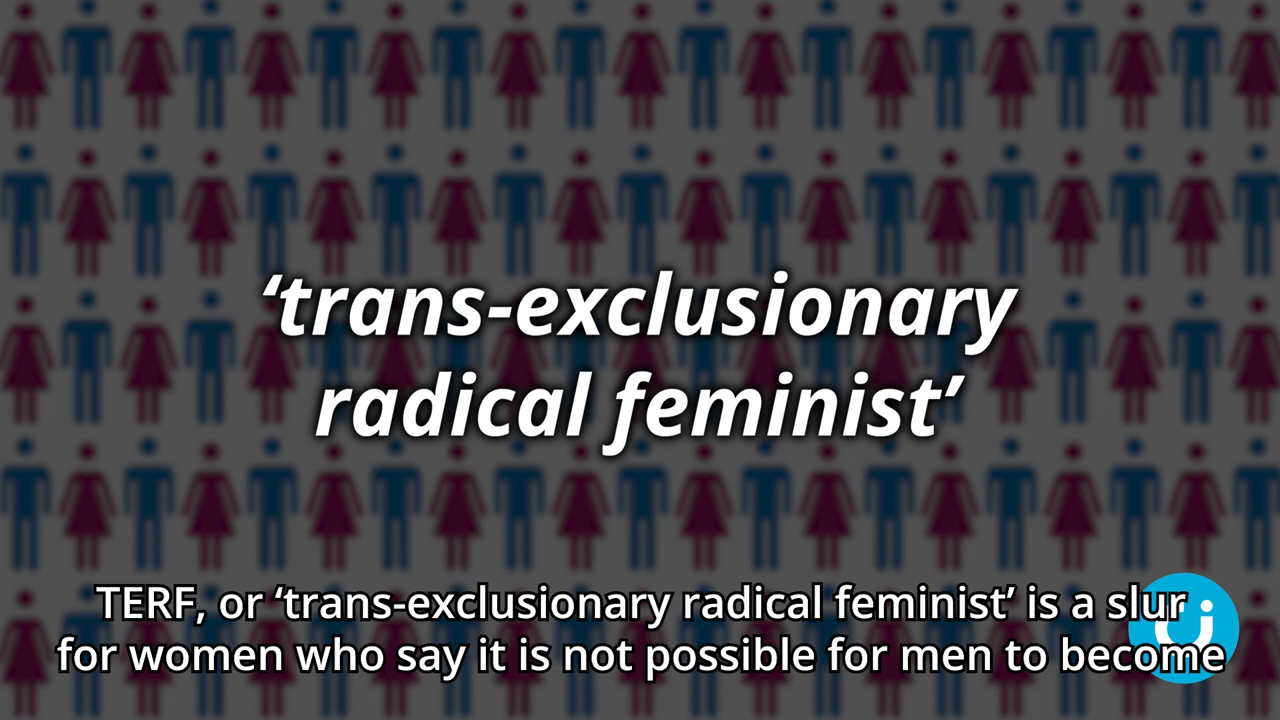 ‘trans-exclusionary
radical feminist’
TERF, or ‘trans-exclusionary radical feminist’ is a slur
for women who say it is not possible for men to become